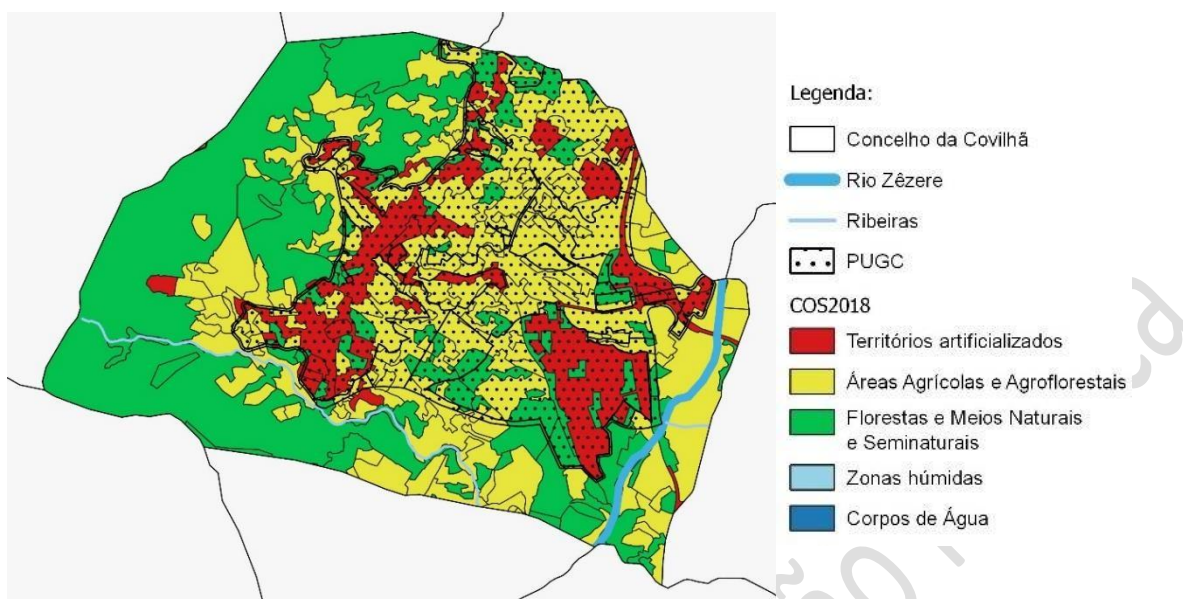 Legenda:
Concelho da Covilhã
Rio Zêzere
Ribeiras
PUGC
COS2018
Territórios artificializados
Áreas Agrícolas e Agroflorestais
Florestas e Meios Naturais
e Seminaturais
Zonas húmidas
Corpos de Água